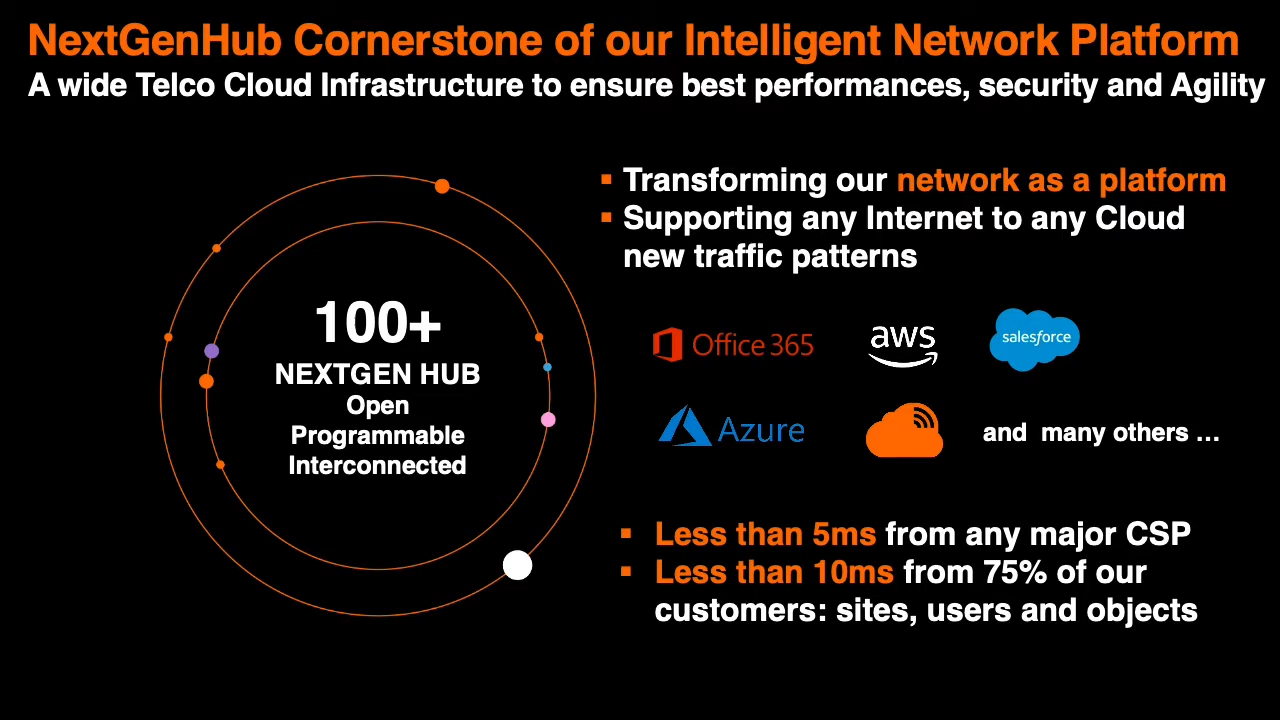 NextGenHub Cornerstone of our Intelligent Network Platform
A wide Telco Cloud Infrastructure to ensure best performances, security and Agility
100+
NEXTGEN HUB
Open
Programmable
Interconnected
▪ Transforming our network as a platform
▪ Supporting any Internet to any Cloud
new traffic patterns
Office 365
aws
salesforce
Azure
and many others ...
▪ Less than 5ms from any major CSP
▪ Less than 10ms from 75% of our
customers: sites, users and objects